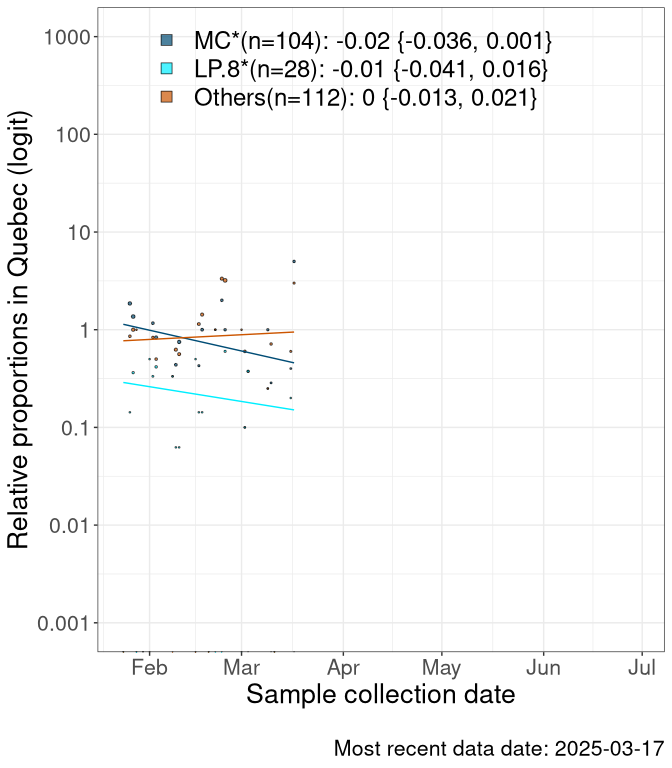 MC*(n=104): -0.02 {-0.036, 0.001}
LP.8*(n=28): -0.01 {-0.041, 0.016}
Others(n=112): 0 {-0.013, 0.021}
Relative proportions in Quebec (logit)
1000
100
10
1
0.1
0.01
0.001
Feb Mar Apr May Jun Jul
Sample collection date
Most recent data date: 2025-03-17